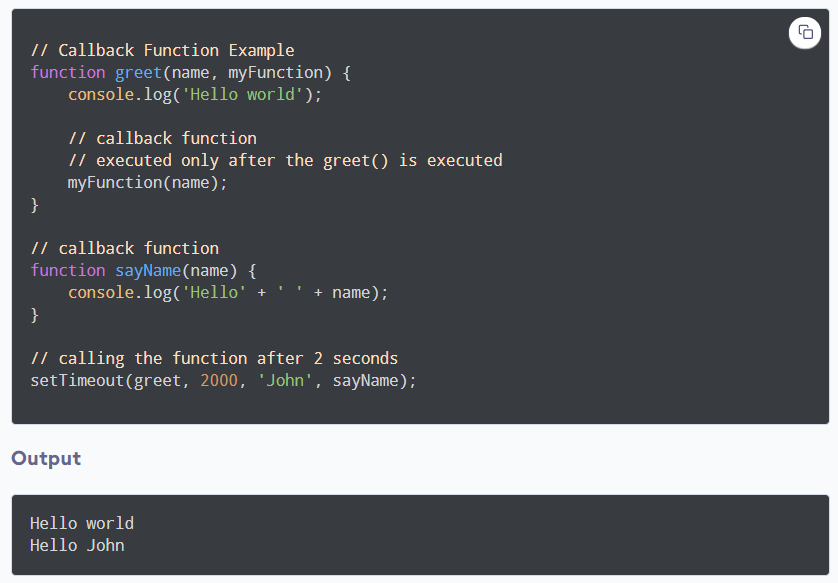 // Callback Function Example
function greet(name, myFunction) {
    console.log('Hello world');
    // callback function
    // executed only after the greet() is executed
    myFunction(name);
}
// callback function
function sayName(name) {
    console.log('Hello' + ' ' + name);
}
// calling the function after 2 seconds
setTimeout(greet, 2000, 'John', sayName);
Output
Hello world
Hello John